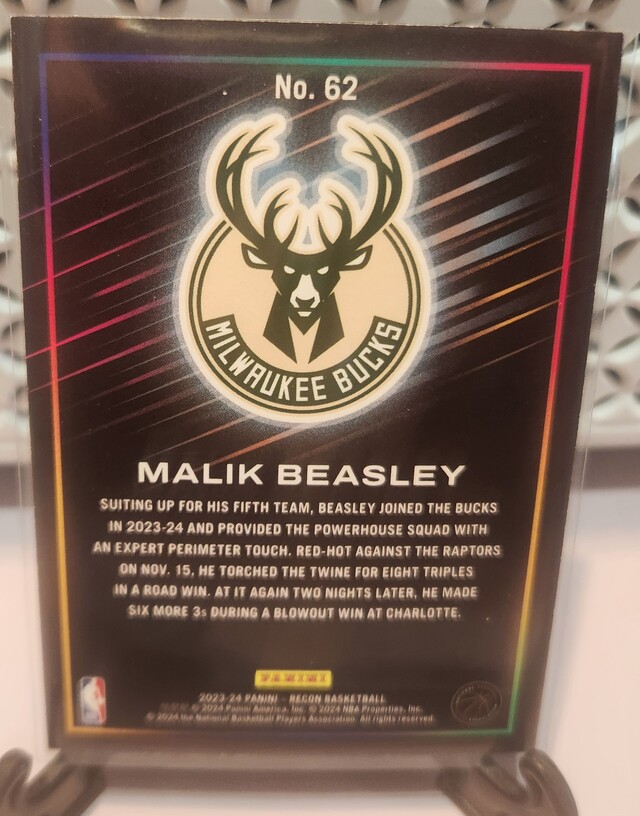 No. 62
MILWAUKEE BUCKS
MALIK BEASLEY
SUITING UP FOR HIS FIFTH TEAM, BEASLEY JOINED THE BUCKS
IN 2023-24 AND PROVIDED THE POWERHOUSE SQUAD WITH
AN EXPERT PERIMETER TOUCH. RED-HOT AGAINST THE RAPTORS
ON NOV. 15, HE TORCHED THE TWINE FOR EIGHT TRIPLES
IN A ROAD WIN. AT IT AGAIN TWO NIGHTS LATER, HE MADE
SIX MORE 3s DURING A BLOWOUT WIN AT CHARLOTTE.
PANINI
2023-24 PANINI - RECON BASKETBALL
© 2024 Panini America, Inc. © 2024 NBA Properties, Inc.
© 2024 the National Basketball Players Association. All rights reserved.